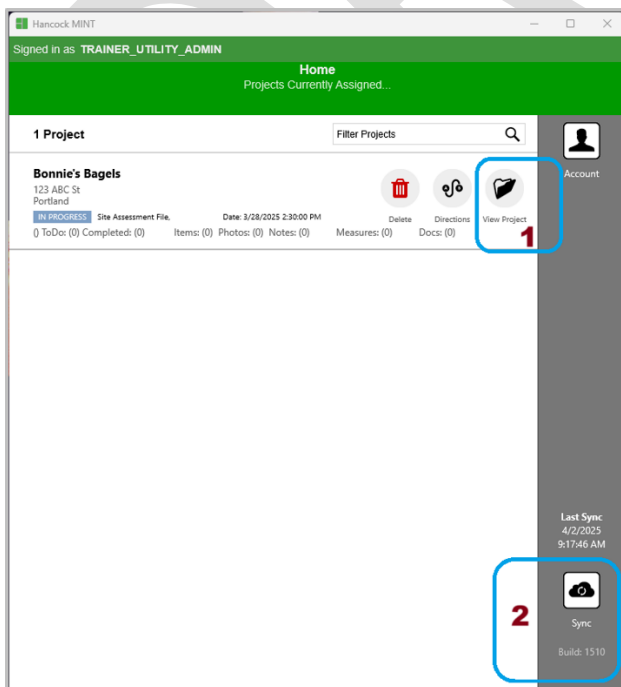 Hancock MINT
Signed in as TRAINER_UTILITY_ADMIN
Home
Projects Currently Assigned...
1 Project
Filter Projects
Account
Bonnie's Bagels
123 ABC St
Portland
IN PROGRESS Site Assessment File, Date: 3/28/2025 2:30:00 PM
Delete Directions View Project
() ToDo: (0) Completed: (0) Items: (0) Photos: (0) Notes: (0) Measures: (0) Docs: (0)
1
Last Sync
4/2/2025
9:17:46 AM
2
Sync
Build: 1510